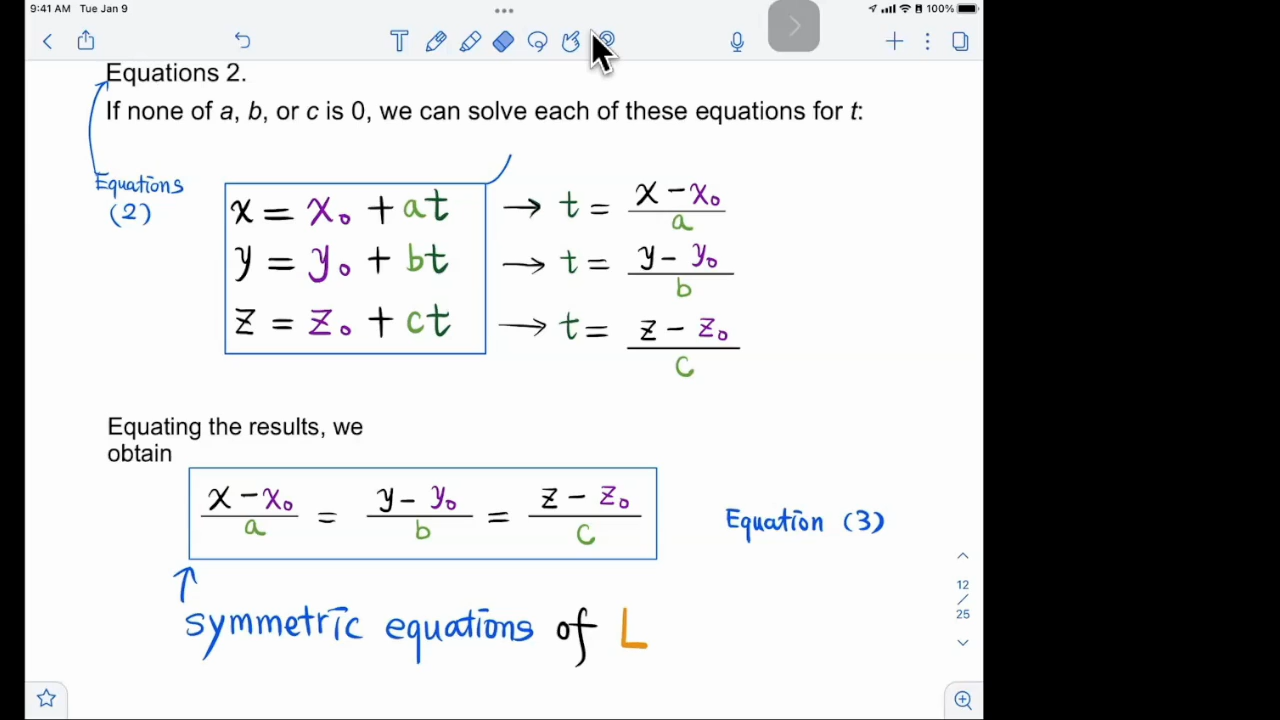 9:41 AM Tue Jan 9
100%
Equations 2.
If none of a, b, or c is 0, we can solve each of these equations for t:
Equations
(2)
x = x₀ + at → t = (x - x₀)/a
y = y₀ + bt → t = (y - y₀)/b
z = z₀ + ct → t = (z - z₀)/c
Equating the results, we
obtain
(x - x₀)/a = (y - y₀)/b = (z - z₀)/c
Equation (3)
symmetric equations of L
12
/
25